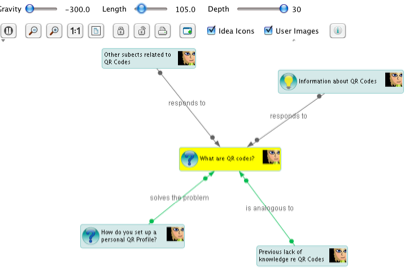 Gravity -300.0 Length 105.0 Depth 30
1:1 Idea Icons User Images
Other subects related to
QR Codes
Information about QR Codes
responds to
responds to
What are QR codes?
solves the problem
is analogous to
How do you set up a
personal QR Profile?
Previous lack of
knowledge re QR Codes